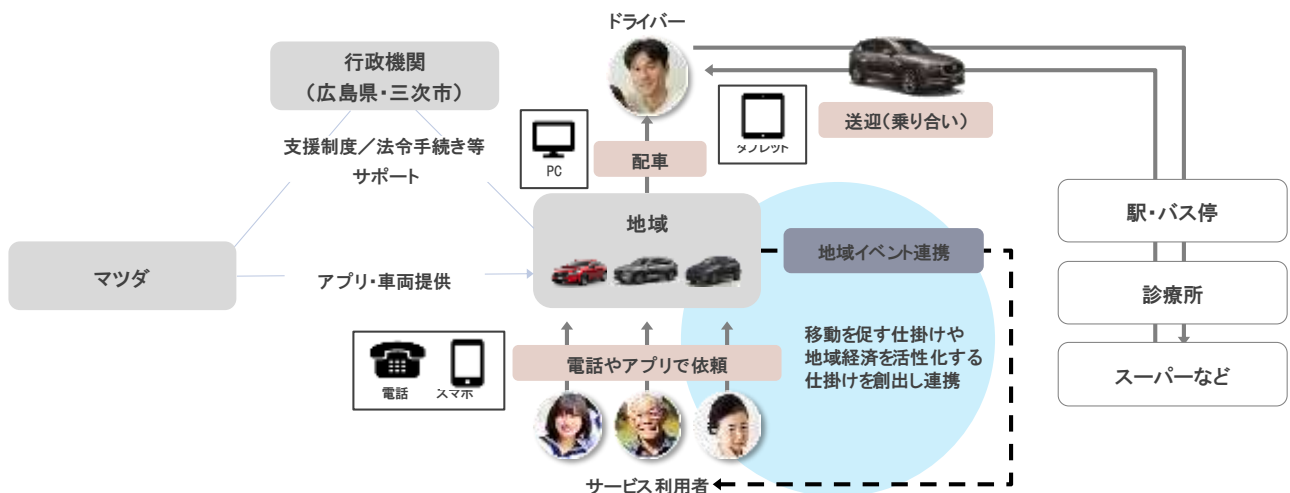 ドライバー
行政機関
（広島県・三次市）
支援制度／法令手続き等
サポート
PC
配車
タブレット
送迎（乗り合い）
駅・バス停
地域
地域イベント連携
マツダ
アプリ・車両提供
診療所
移動を促す仕掛けや
地域経済を活性化する
仕掛けを創出し連携
電話やアプリで依頼
スーパーなど
電話
スマホ
サービス利用者